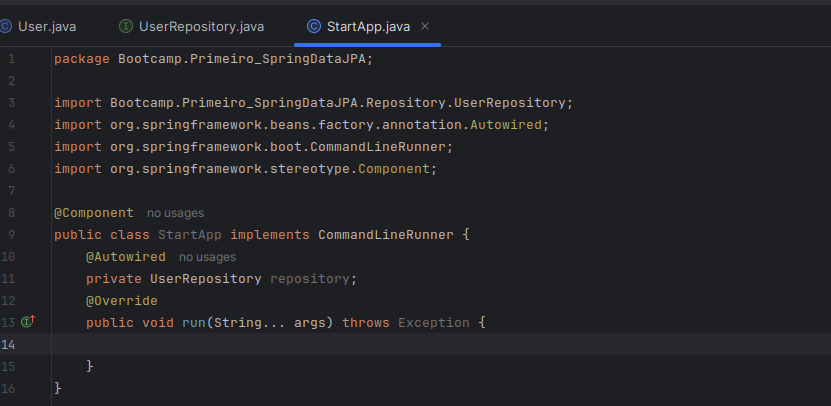 User.java UserRepository.java StartApp.java ×
1 package Bootcamp.Primeiro_SpringDataJPA;
2
3 import Bootcamp.Primeiro_SpringDataJPA.Repository.UserRepository;
4 import org.springframework.beans.factory.annotation.Autowired;
5 import org.springframework.boot.CommandLineRunner;
6 import org.springframework.stereotype.Component;
7
8 @Component no usages
9 public class StartApp implements CommandLineRunner {
10     @Autowired no usages
11     private UserRepository repository;
12     @Override
13     public void run(String... args) throws Exception {
14
15     }
16 }